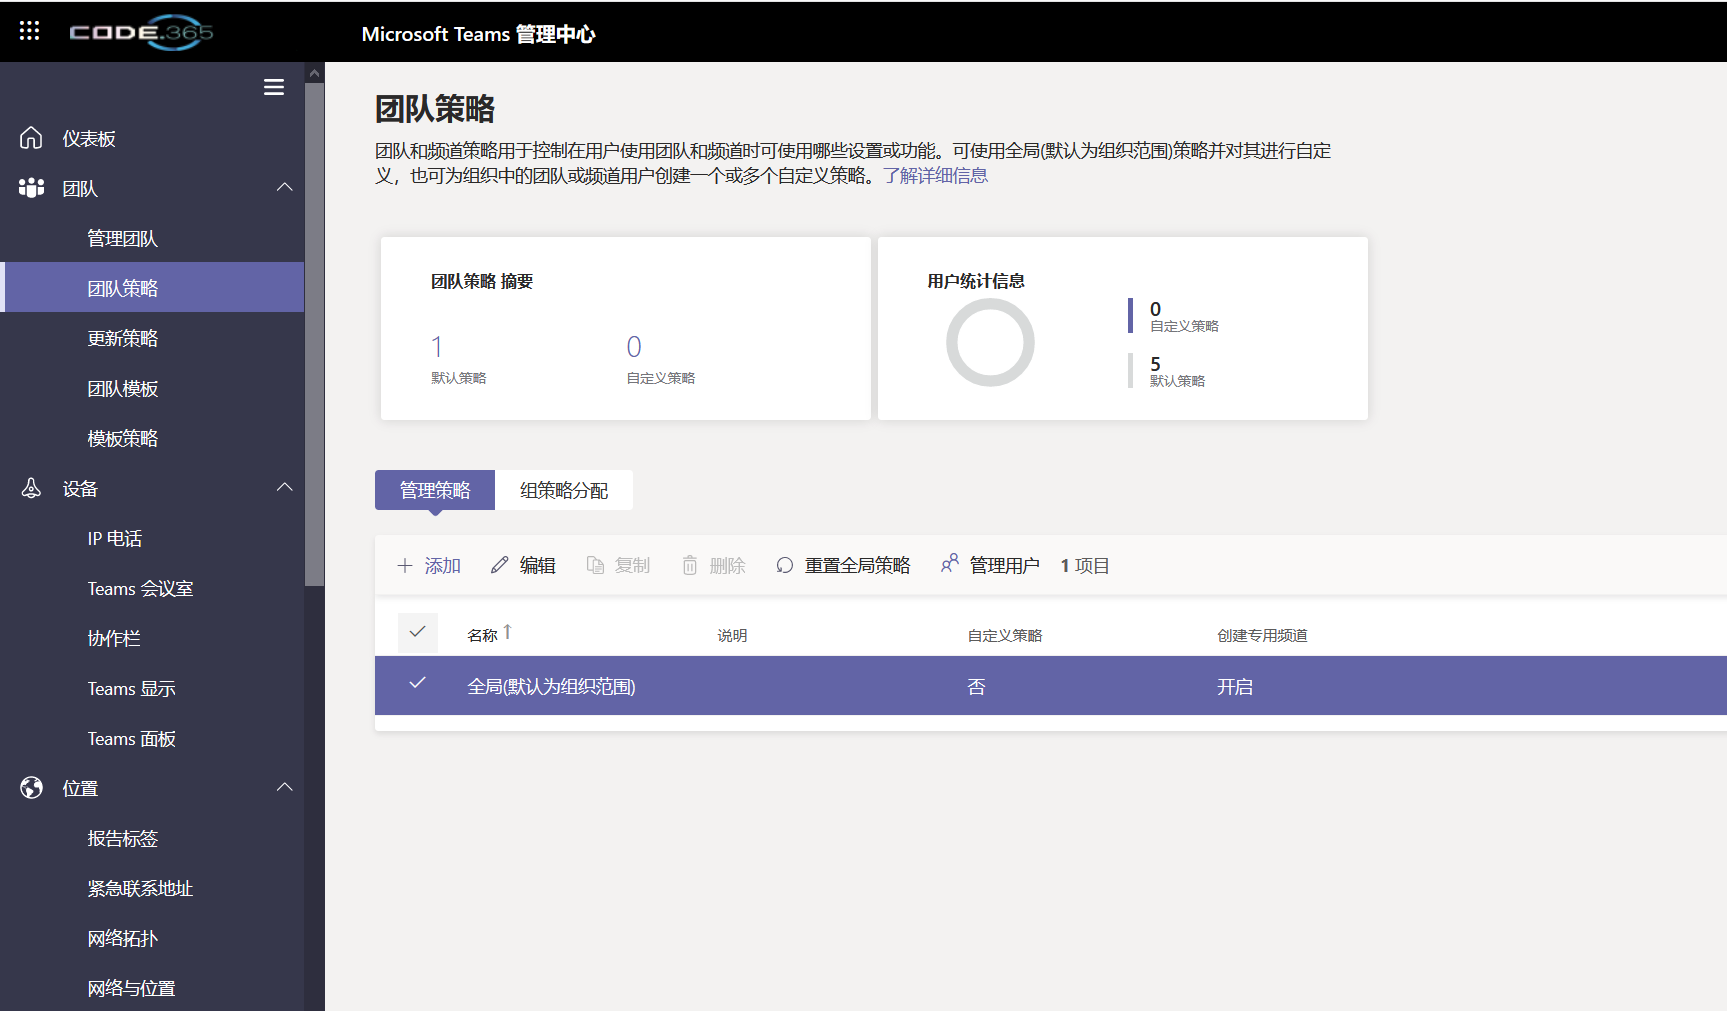 CODE.365
Microsoft Teams 管理中心
仪表板
团队
管理团队
团队策略
更新策略
团队模板
模板策略
设备
IP 电话
Teams 会议室
协作栏
Teams 显示
Teams 面板
位置
报告标签
紧急联系地址
网络拓扑
网络与位置
团队策略
团队和频道策略用于控制在用户使用团队和频道时可使用哪些设置或功能。可使用全局(默认为组织范围)策略并对其进行自定
义，也可为组织中的团队或频道用户创建一个或多个自定义策略。了解详细信息
团队策略 摘要
1
默认策略
0
自定义策略
用户统计信息
0
自定义策略
5
默认策略
管理策略 组策略分配
添加 编辑 复制 删除 重置全局策略 管理用户 1 项目
名称↑ 说明 自定义策略 创建专用频道
全局(默认为组织范围) 否 开启